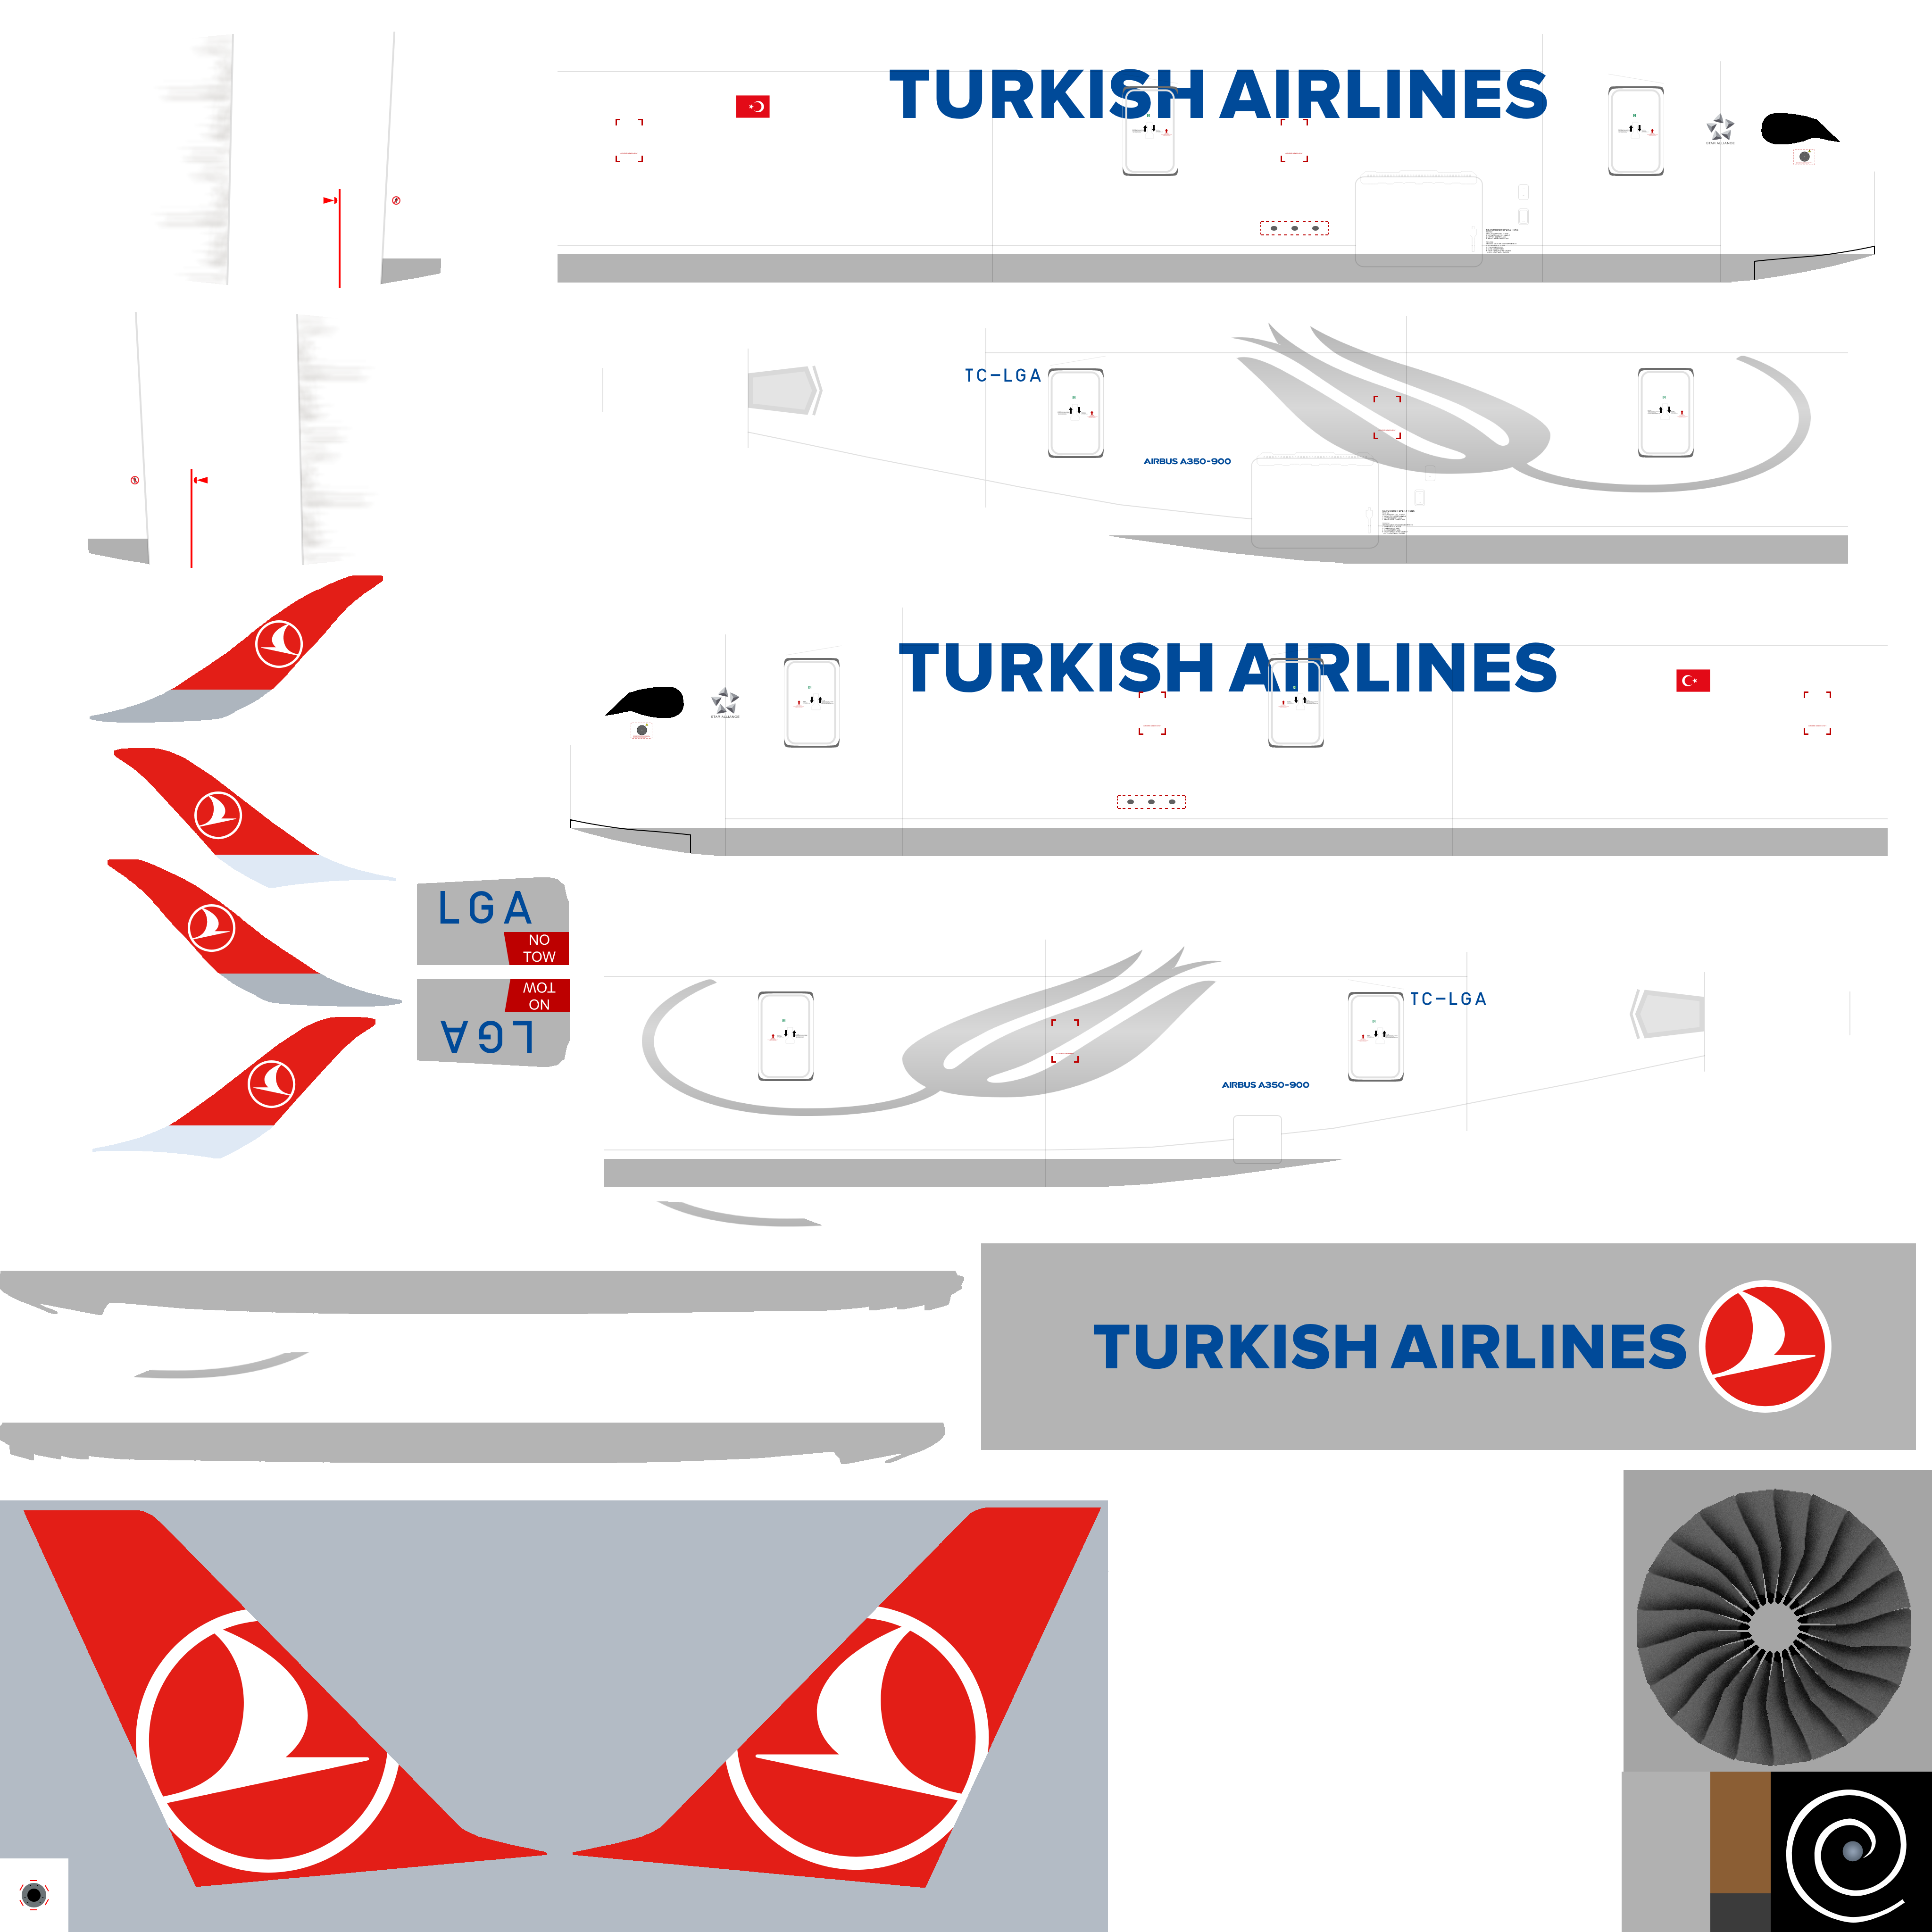 TURKISH AIRLINES
STAR ALLIANCE
TC-LGA
AIRBUS A350-900
TURKISH AIRLINES
STAR ALLIANCE
LGA
NO
TOW
NO
TOW
LGA
TC-LGA
AIRBUS A350-900
TURKISH AIRLINES